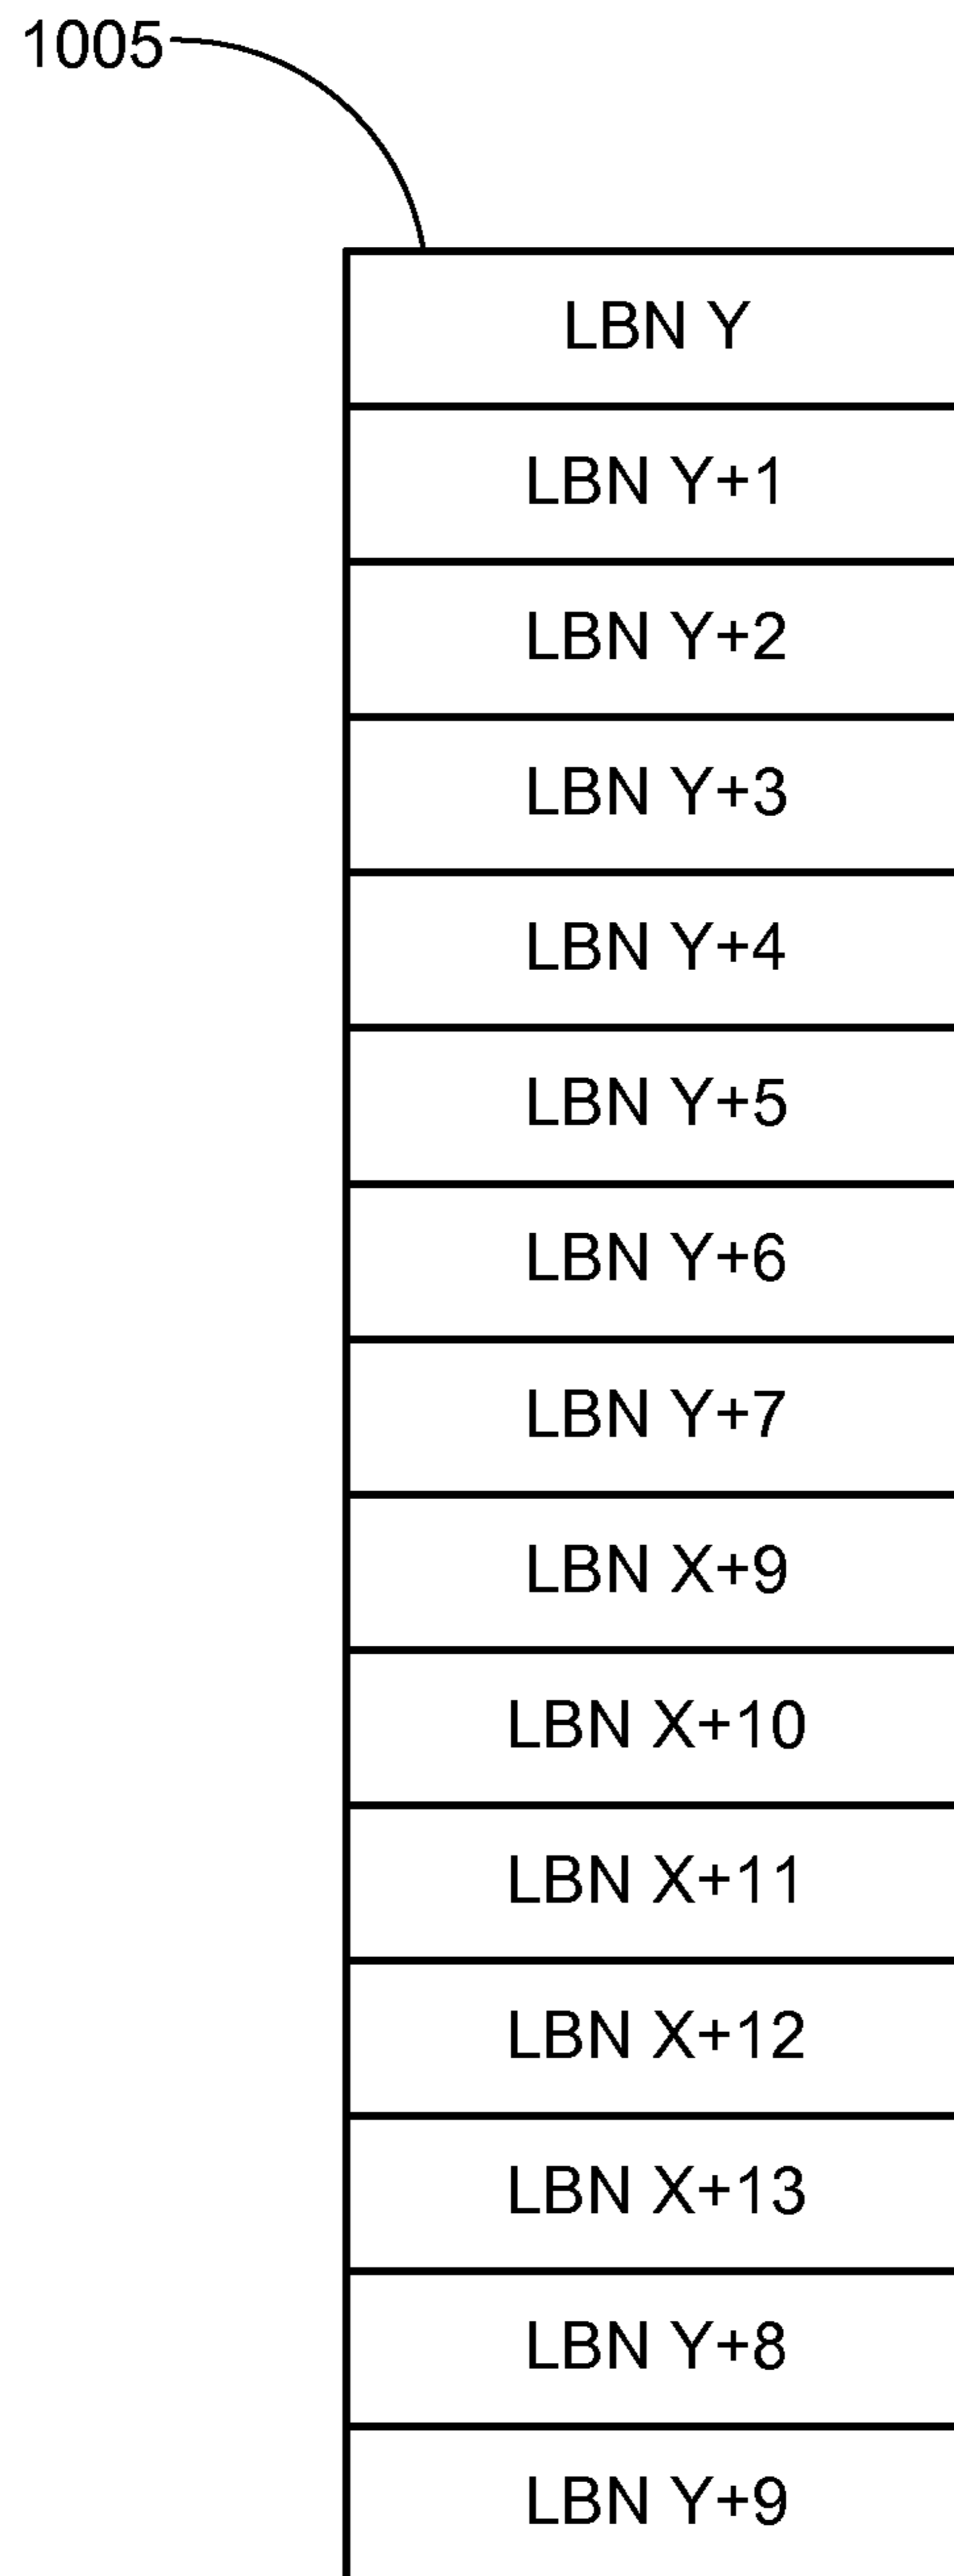 1005
LBN Y
LBN Y+1
LBN Y+2
LBN Y+3
LBN Y+4
LBN Y+5
LBN Y+6
LBN Y+7
LBN X+9
LBN X+10
LBN X+11
LBN X+12
LBN X+13
LBN Y+8
LBN Y+9